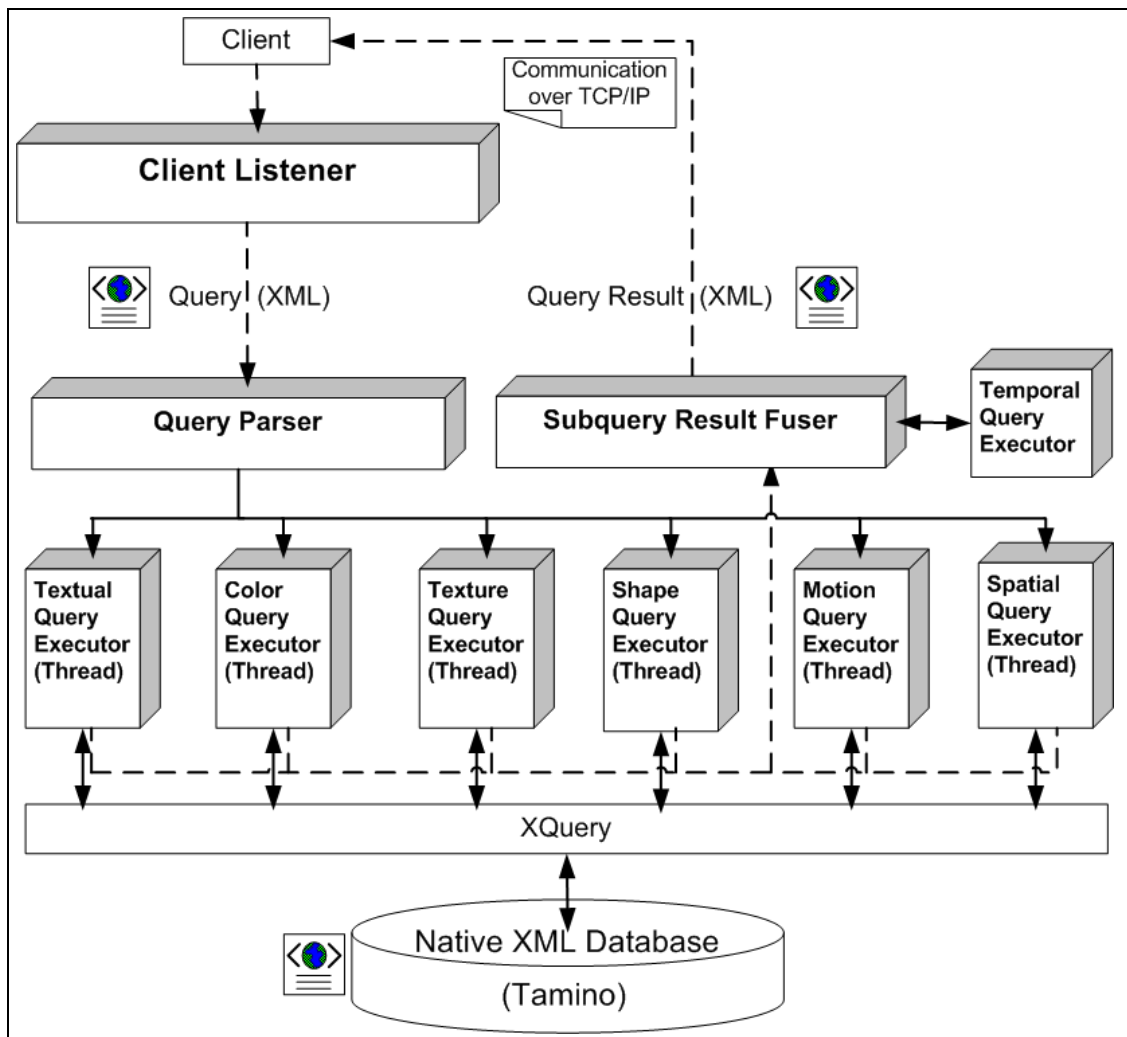 Client
Communication
over TCP/IP
Client Listener
Query (XML)
Query Result (XML)
Query Parser
Subquery Result Fuser
Temporal
Query
Executor
Textual
Query
Executor
(Thread)
Color
Query
Executor
(Thread)
Texture
Query
Executor
(Thread)
Shape
Query
Executor
(Thread)
Motion
Query
Executor
(Thread)
Spatial
Query
Executor
(Thread)
XQuery
Native XML Database
(Tamino)